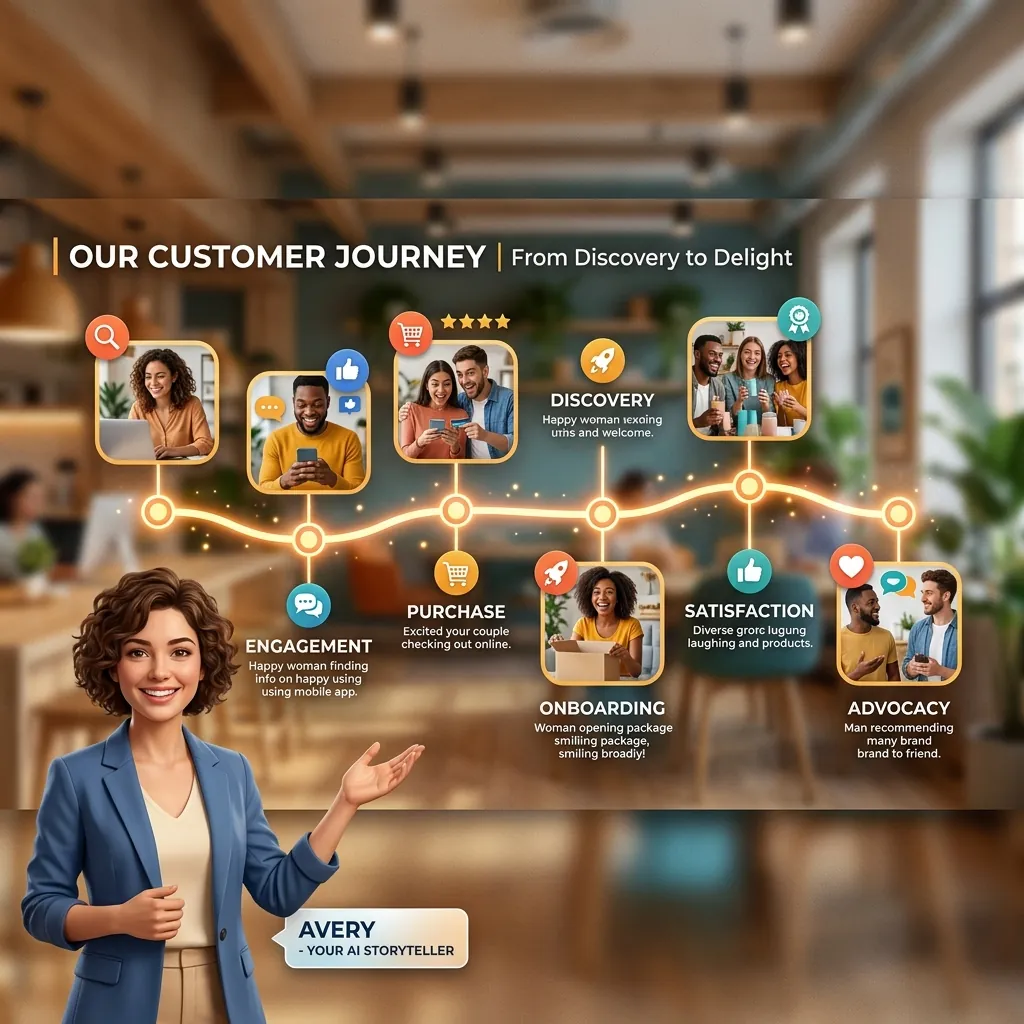 OUR CUSTOMER JOURNEY | From Discovery to Delight
DISCOVERY
Happy woman
and welcome.
ENGAGEMENT
Happy woman finding
info on happy using
using mobile app.
PURCHASE
Excited your couple
checking out online.
ONBOARDING
Woman opening package
smiling package,
smiling broadly!
SATISFACTION
Diverse
laughing and products.
ADVOCACY
Man recommending
many brand
brand to friend.
AVERY
- YOUR AI STORYTELLER